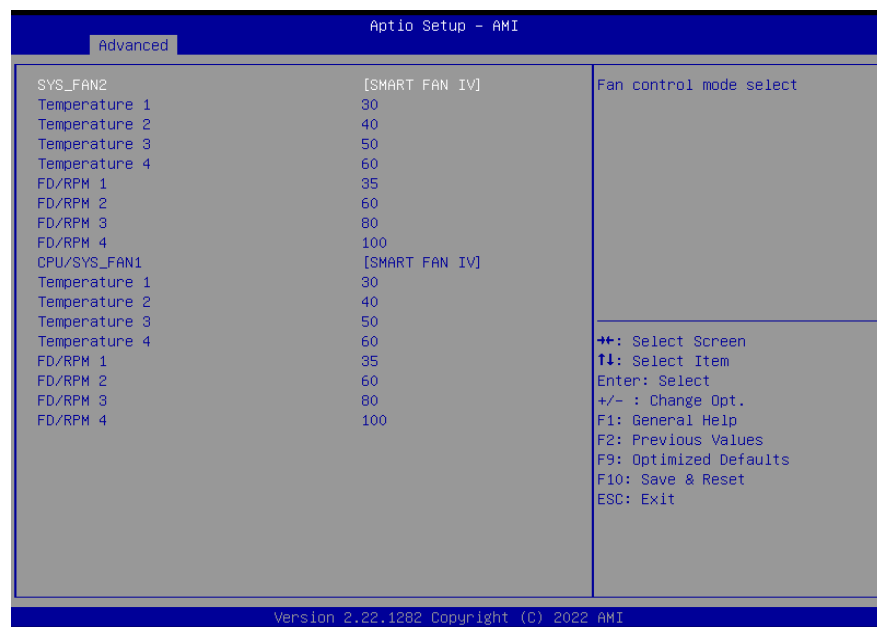 Aptio Setup – AMI
Advanced
SYS_FAN2 [SMART FAN IV]
Temperature 1 30
Temperature 2 40
Temperature 3 50
Temperature 4 60
FD/RPM 1 35
FD/RPM 2 60
FD/RPM 3 80
FD/RPM 4 100
CPU/SYS_FAN1 [SMART FAN IV]
Temperature 1 30
Temperature 2 40
Temperature 3 50
Temperature 4 60
FD/RPM 1 35
FD/RPM 2 60
FD/RPM 3 80
FD/RPM 4 100
Fan control mode select
→←: Select Screen
↑↓: Select Item
Enter: Select
+/- : Change Opt.
F1: General Help
F2: Previous Values
F9: Optimized Defaults
F10: Save & Reset
ESC: Exit
Version 2.22.1282 Copyright (C) 2022 AMI